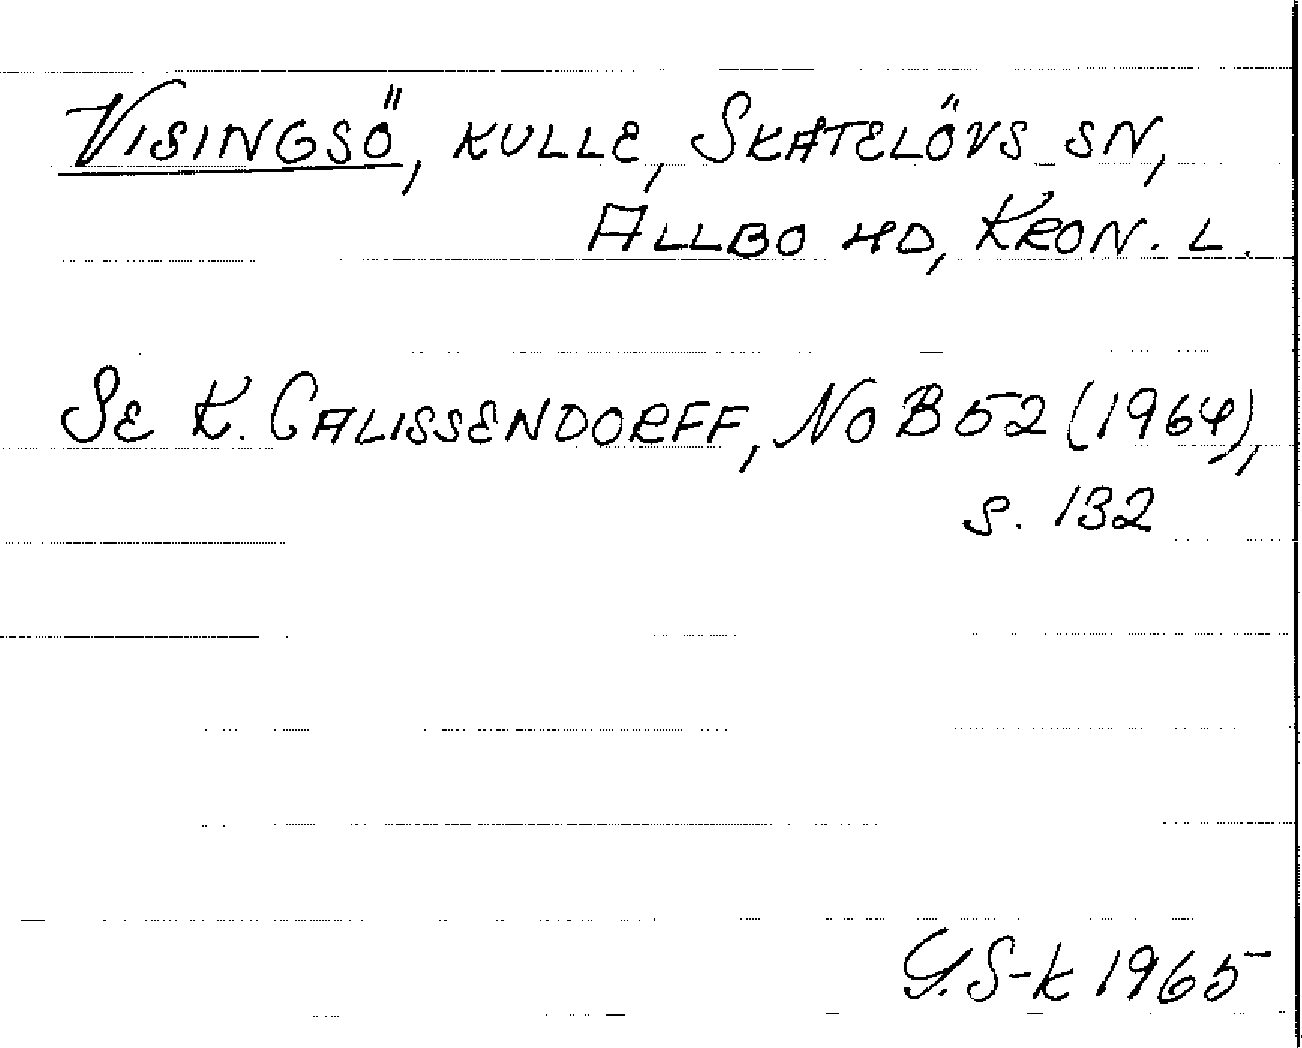 VISINGSÖ, KULLE, SKATELÖVS SN,
ALLBO HD, KRON. L.
SE K. CALISSENDORFF, NoB 52 (1964),
S. 132
G.S-k 1965